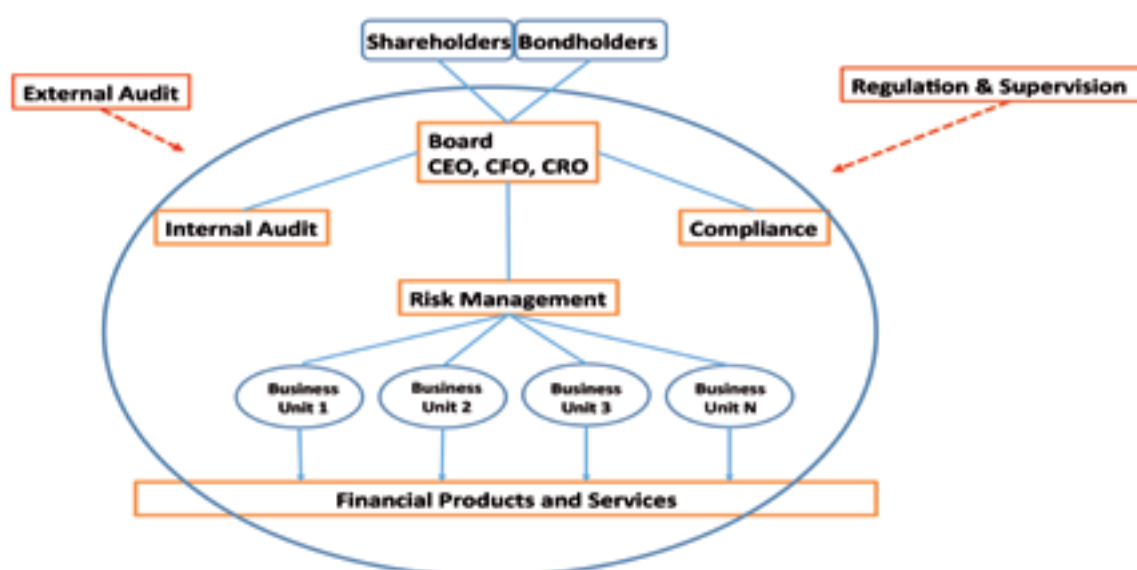 Shareholders
Bondholders
External Audit
Regulation & Supervision
Board
CEO, CFO, CRO
Internal Audit
Compliance
Risk Management
Business
Unit 1
Business
Unit 2
Business
Unit 3
Business
Unit N
Financial Products and Services